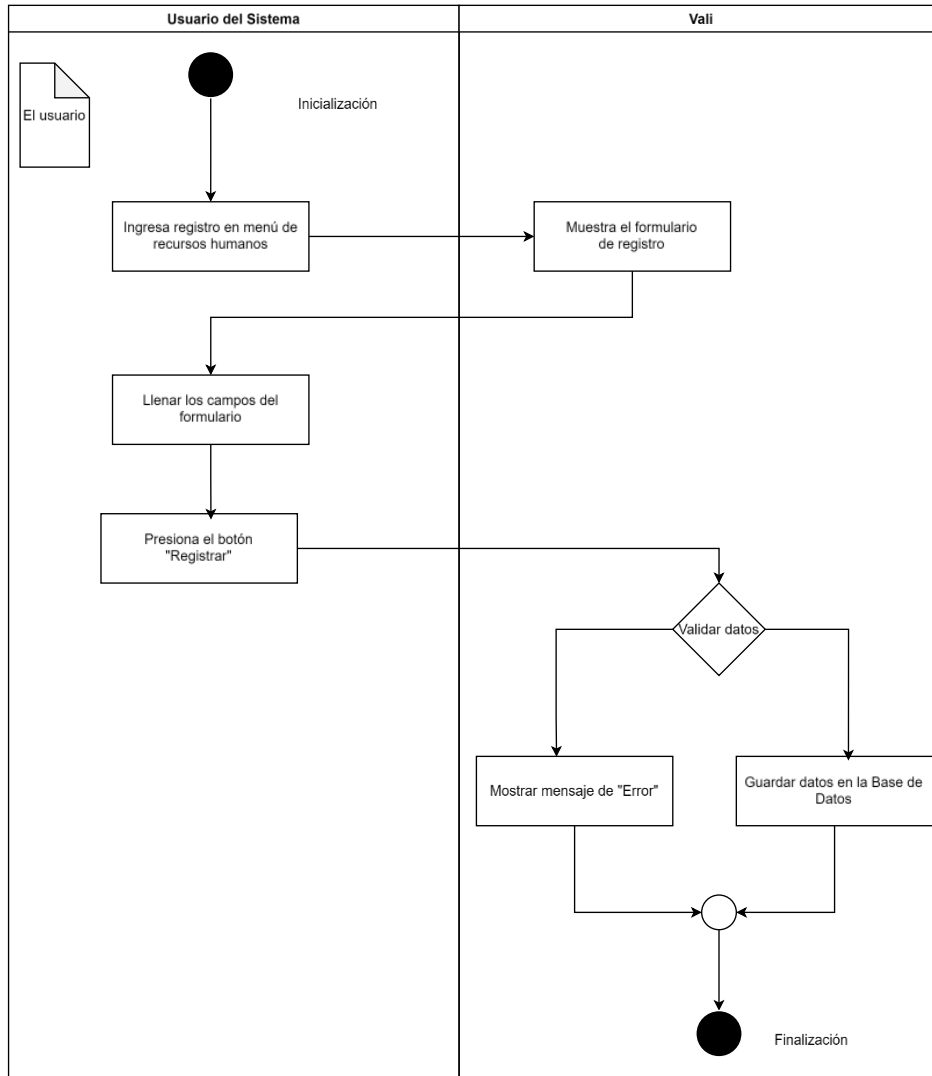 Usuario del Sistema
Vali
El usuario
Inicialización
Ingresa registro en menú de
recursos humanos
Muestra el formulario
de registro
Llenar los campos del
formulario
Presiona el botón
"Registrar"
Validar datos
Mostrar mensaje de "Error"
Guardar datos en la Base de
Datos
Finalización